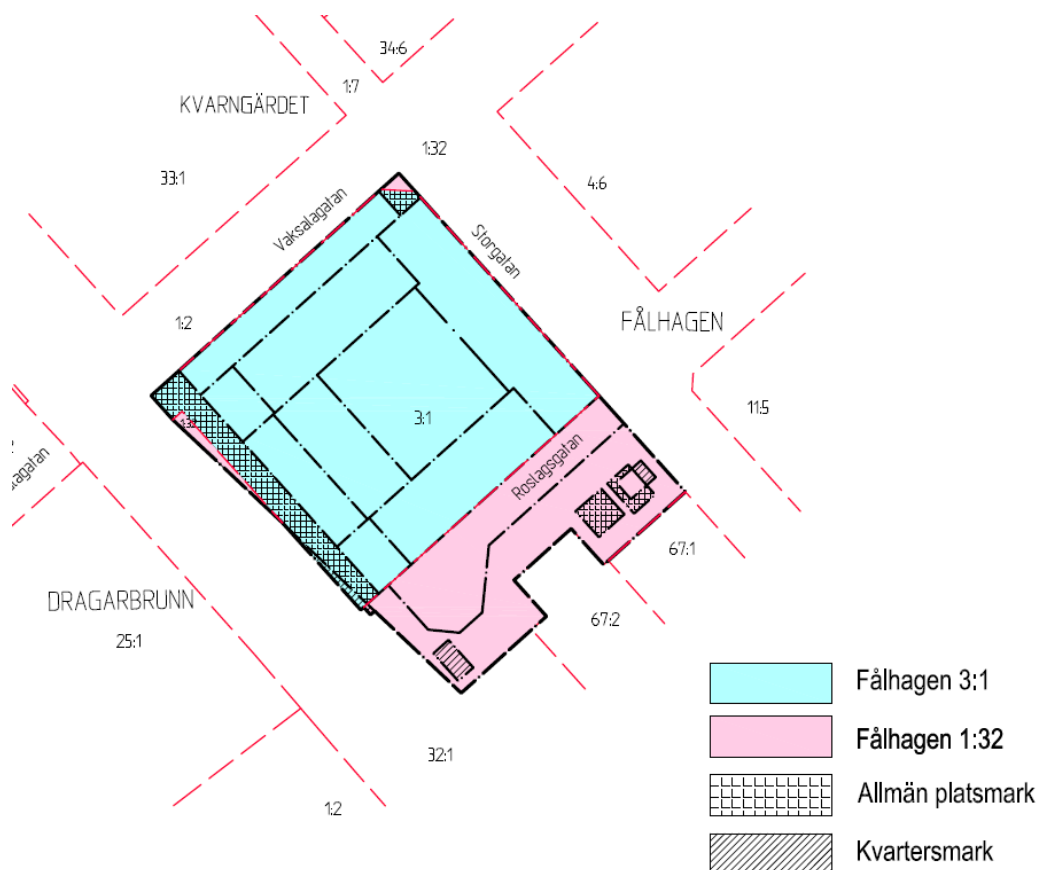 34:6
1:7
KVARNGÄRDET
1:32
33:1
4:6
Vaksalagatan
Storgatan
1:2
FÅLHAGEN
11:5
3:1
Roslagsgatan
67:1
DRAGARBRUNN
25:1
67:2
32:1
1:2
Fålhagen 3:1
Fålhagen 1:32
Allmän platsmark
Kvartersmark